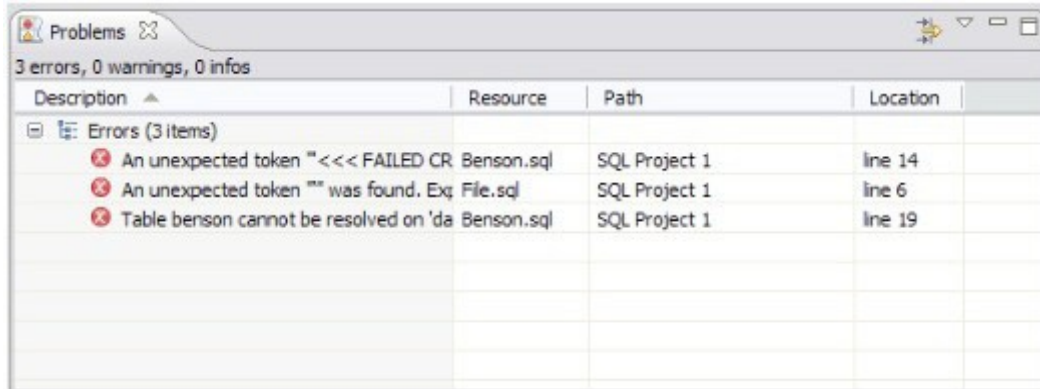 Problems
3 errors, 0 warnings, 0 infos
Description Resource Path Location
Errors (3 items)
An unexpected token "'<<< FAILED CR Benson.sql SQL Project 1 line 14
An unexpected token "" was found. Exp File.sql SQL Project 1 line 6
Table benson cannot be resolved on 'da Benson.sql SQL Project 1 line 19